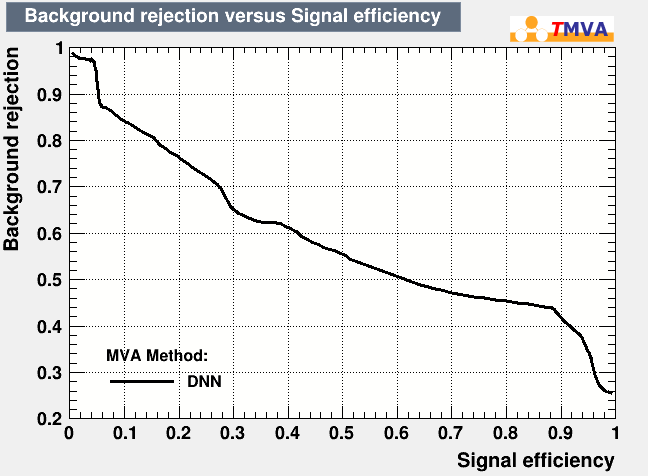 Background rejection versus Signal efficiency
TMVA
Background rejection
1
0.9
0.8
0.7
0.6
0.5
0.4
0.3
0.2
MVA Method:
DNN
0 0.1 0.2 0.3 0.4 0.5 0.6 0.7 0.8 0.9 1
Signal efficiency